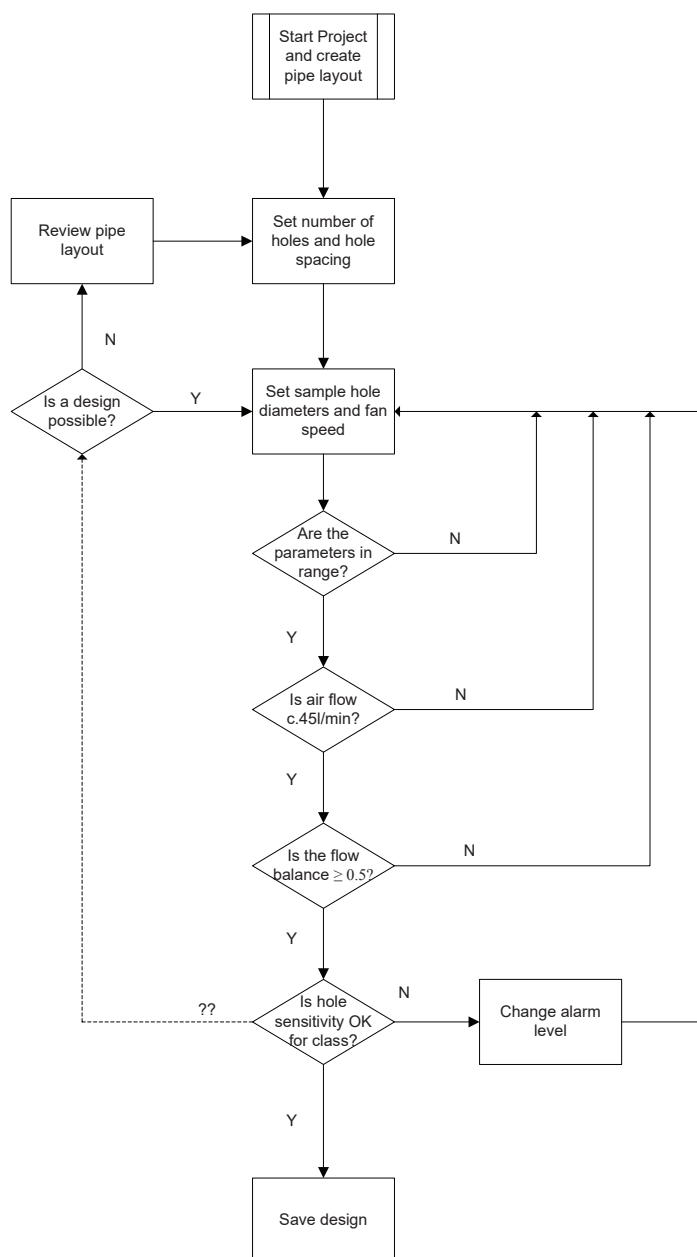 Start Project
and create
pipe layout
Review pipe
layout
Set number of
holes and hole
spacing
N
Is a design
possible?
Y
Set sample hole
diameters and fan
speed
Are the
parameters in
range?
N
Y
Is air flow
c.45l/min?
N
Y
Is the flow
balance ≥ 0.5?
N
Y
??
Is hole
sensitivity OK
for class?
N
Change alarm
level
Y
Save design